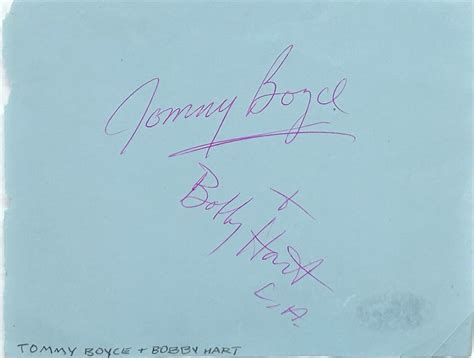 Tommy Boyce
+
Bobby Hart
L.A.
TOMMY BOYCE + BOBBY HART